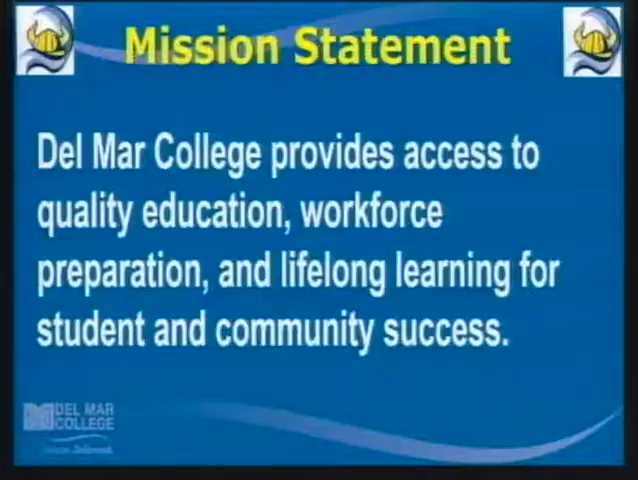 Mission Statement
Del Mar College provides access to
quality education, workforce
preparation, and lifelong learning for
student and community success.
DEL MAR
COLLEGE